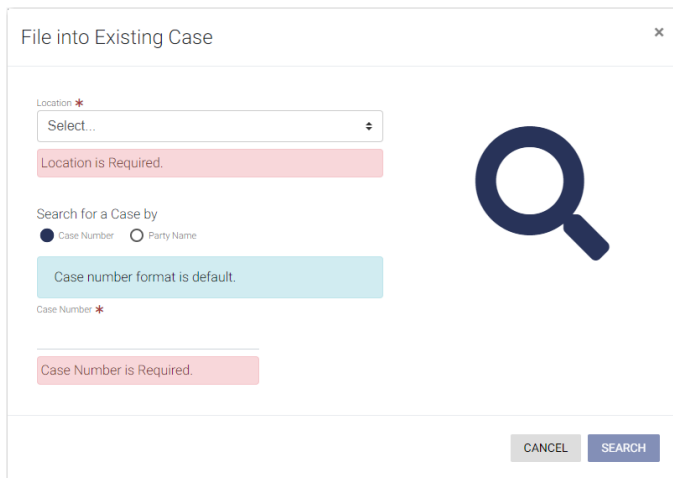 File into Existing Case
×
Location *
Select...
Location is Required.
Search for a Case by
Case Number Party Name
Case number format is default.
Case Number *
Case Number is Required.
CANCEL SEARCH